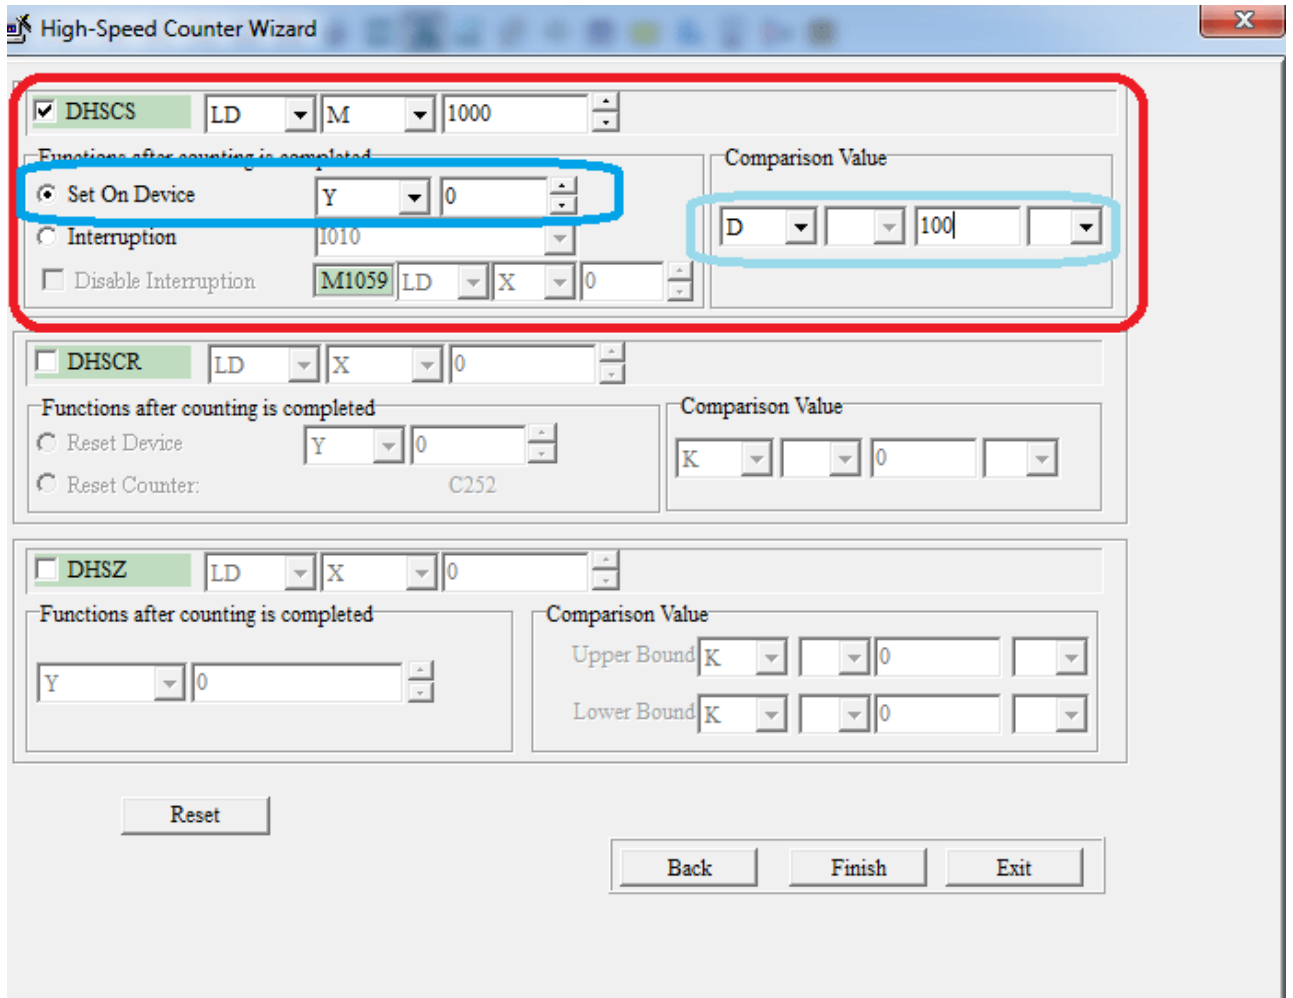 High-Speed Counter Wizard
X
DHSCS LD M 1000
Functions after counting is completed
Comparison Value
Set On Device Y 0
D 100
Interruption I010
Disable Interruption M1059 LD X 0
DHSCR LD X 0
Functions after counting is completed
Comparison Value
Reset Device Y 0
K 0
Reset Counter: C252
DHSZ LD X 0
Functions after counting is completed
Comparison Value
Upper Bound K 0
Y 0
Lower Bound K 0
Reset
Back Finish Exit